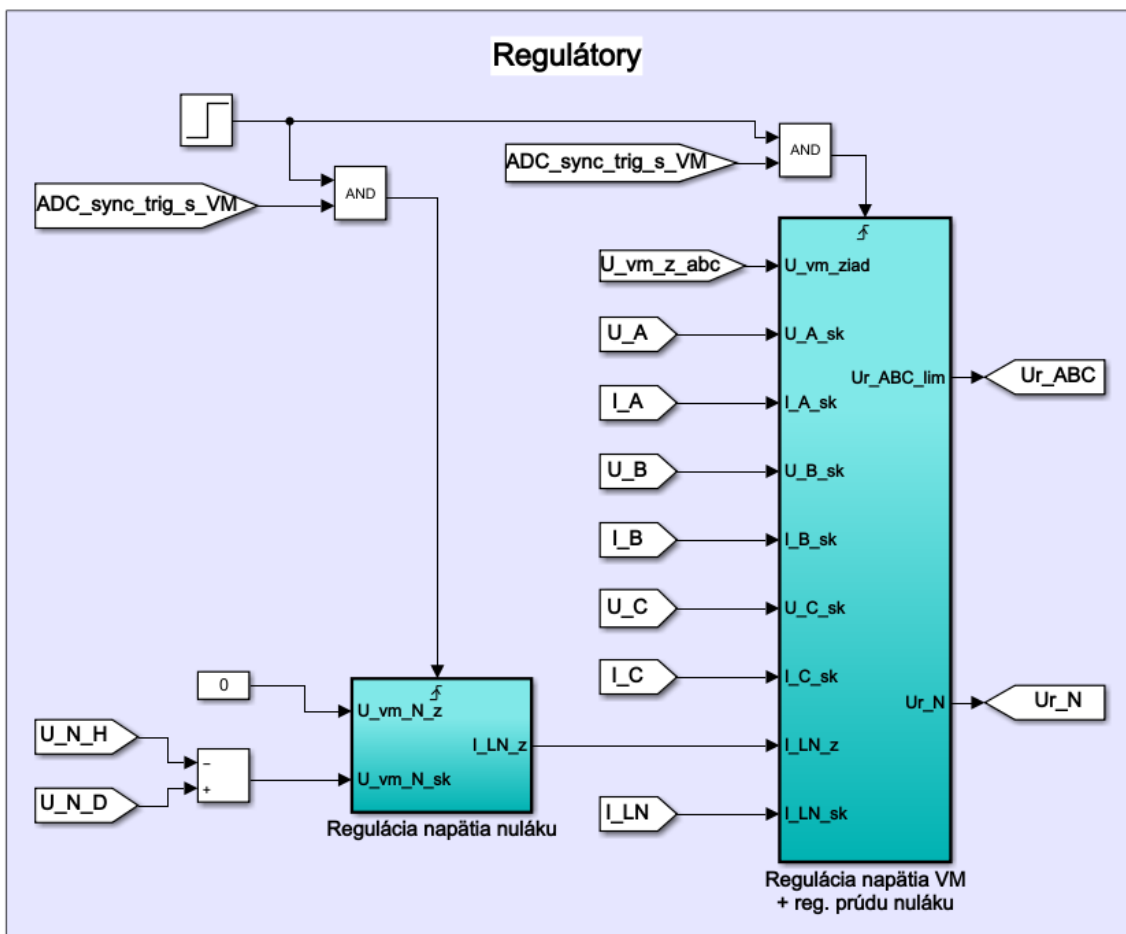 Regulátory
ADC_sync_trig_s_VM
AND
ADC_sync_trig_s_VM
AND
U_vm_z_abc
U_vm_ziad
U_A
U_A_sk
Ur_ABC_lim
Ur_ABC
I_A
I_A_sk
U_B
U_B_sk
I_B
I_B_sk
U_C
U_C_sk
I_C
I_C_sk
0
U_vm_N_z
Ur_N
Ur_N
U_N_H
I_LN_z
I_LN_z
−
U_vm_N_sk
+
U_N_D
I_LN
I_LN_sk
Regulácia napätia nuláku
Regulácia napätia VM
+ reg. prúdu nuláku